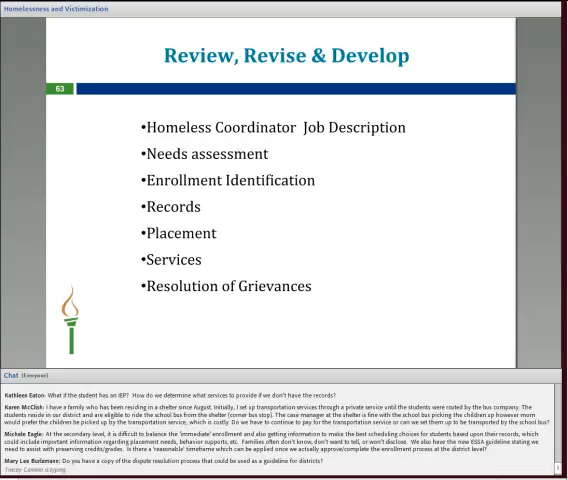 Homelessness and Victimization
Review, Revise & Develop
63
•Homeless Coordinator Job Description
•Needs assessment
•Enrollment Identification
•Records
•Placement
•Services
•Resolution of Grievances
Chat (Everyone)
Kathleen Eaton: What if the student has an IEP? How do we determine what services to provide if we don't have the records?
Karen McClish: I have a family who has been residing in a shelter since August. Initially, I set up transportation services through a private service until the students were routed by the bus company. The
students reside in our district and are eligible to ride the school bus from the shelter (corner bus stop). The case manager at the shelter is fine with the school bus picking the children up however mom
would prefer the children be picked up by the transportation service, which is costly. Do we have to continue to pay for the transportation service or can we set them up to be transported by the school bus?
Michele Eagle: At the secondary level, it is difficult to balance the 'immediate' enrollment and also getting information to make the best scheduling choices for students based upon their records, which
could include important information regarding placement needs, behavior supports, etc. Families often don't know, don't want to tell, or won't disclose. We also have the new ESSA guideline stating we
need to assist with preserving credits/grades. Is there a 'reasonable' timeframe which can be applied once we actually approve/complete the enrollment process at the district level?
Mary Lou Burlemann: Do you have a copy of the dispute resolution process that could be used as a guideline for districts?
Tracey Cannon is typing.